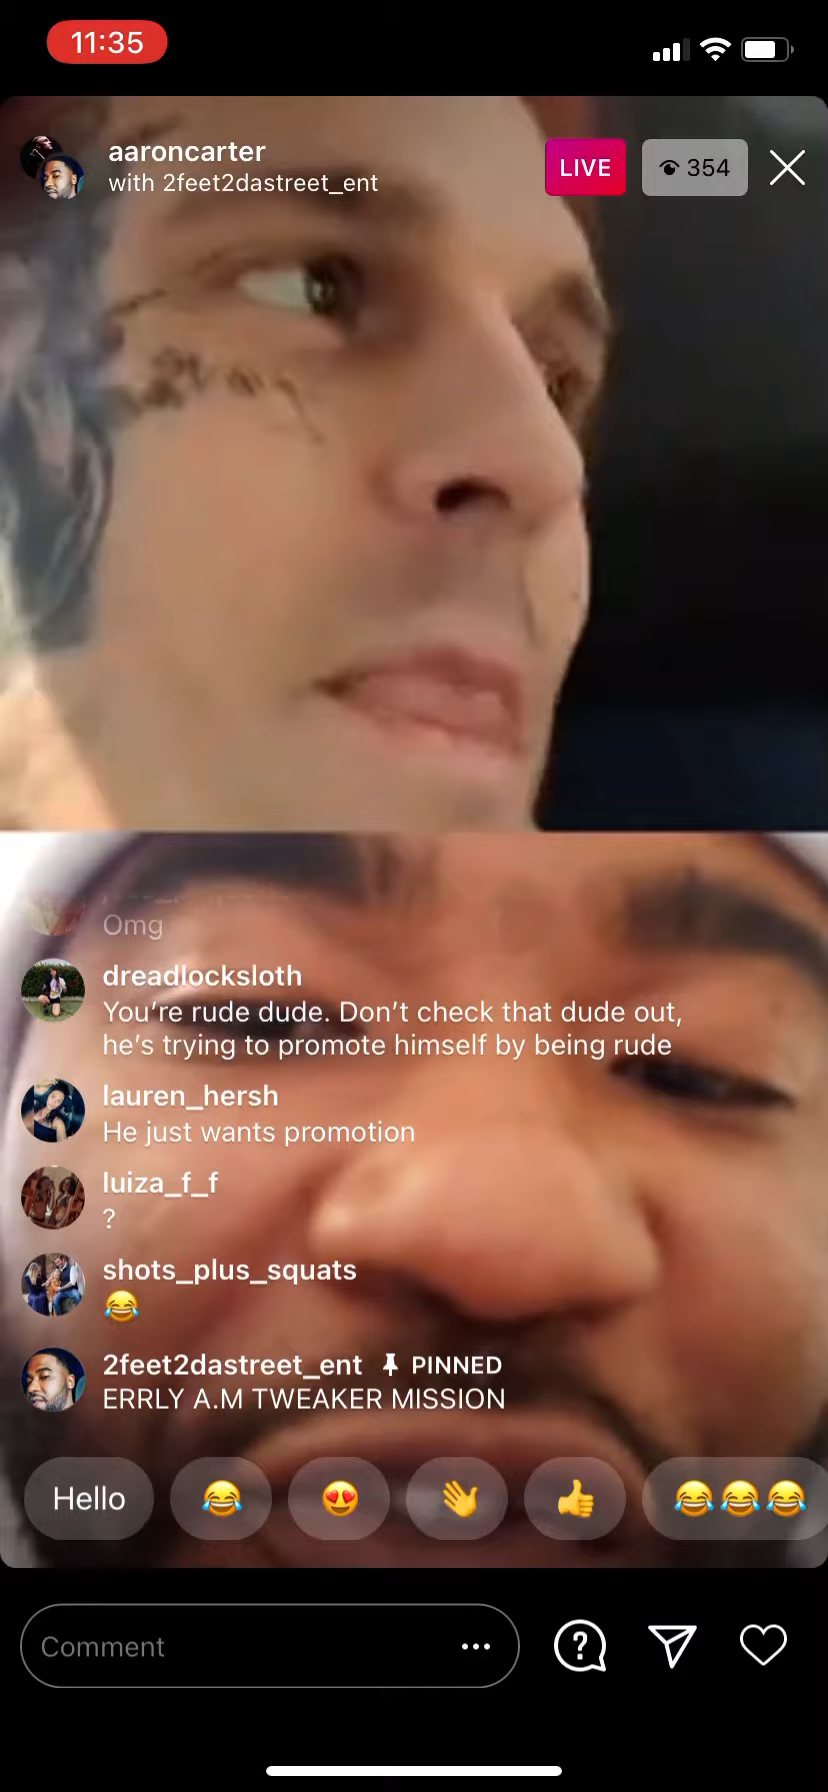 11:35
aaroncarter
with 2feet2dastreet_ent
LIVE
354
Omg
dreadlocksloth
You're rude dude. Don't check that dude out,
he's trying to promote himself by being rude
lauren_hersh
He just wants promotion
luiza_f_f
?
shots_plus_squats
😂
2feet2dastreet_ent PINNED
ERRLY A.M TWEAKER MISSION
Hello 😂 😍 👋 👍 😂😂😂
Comment ...